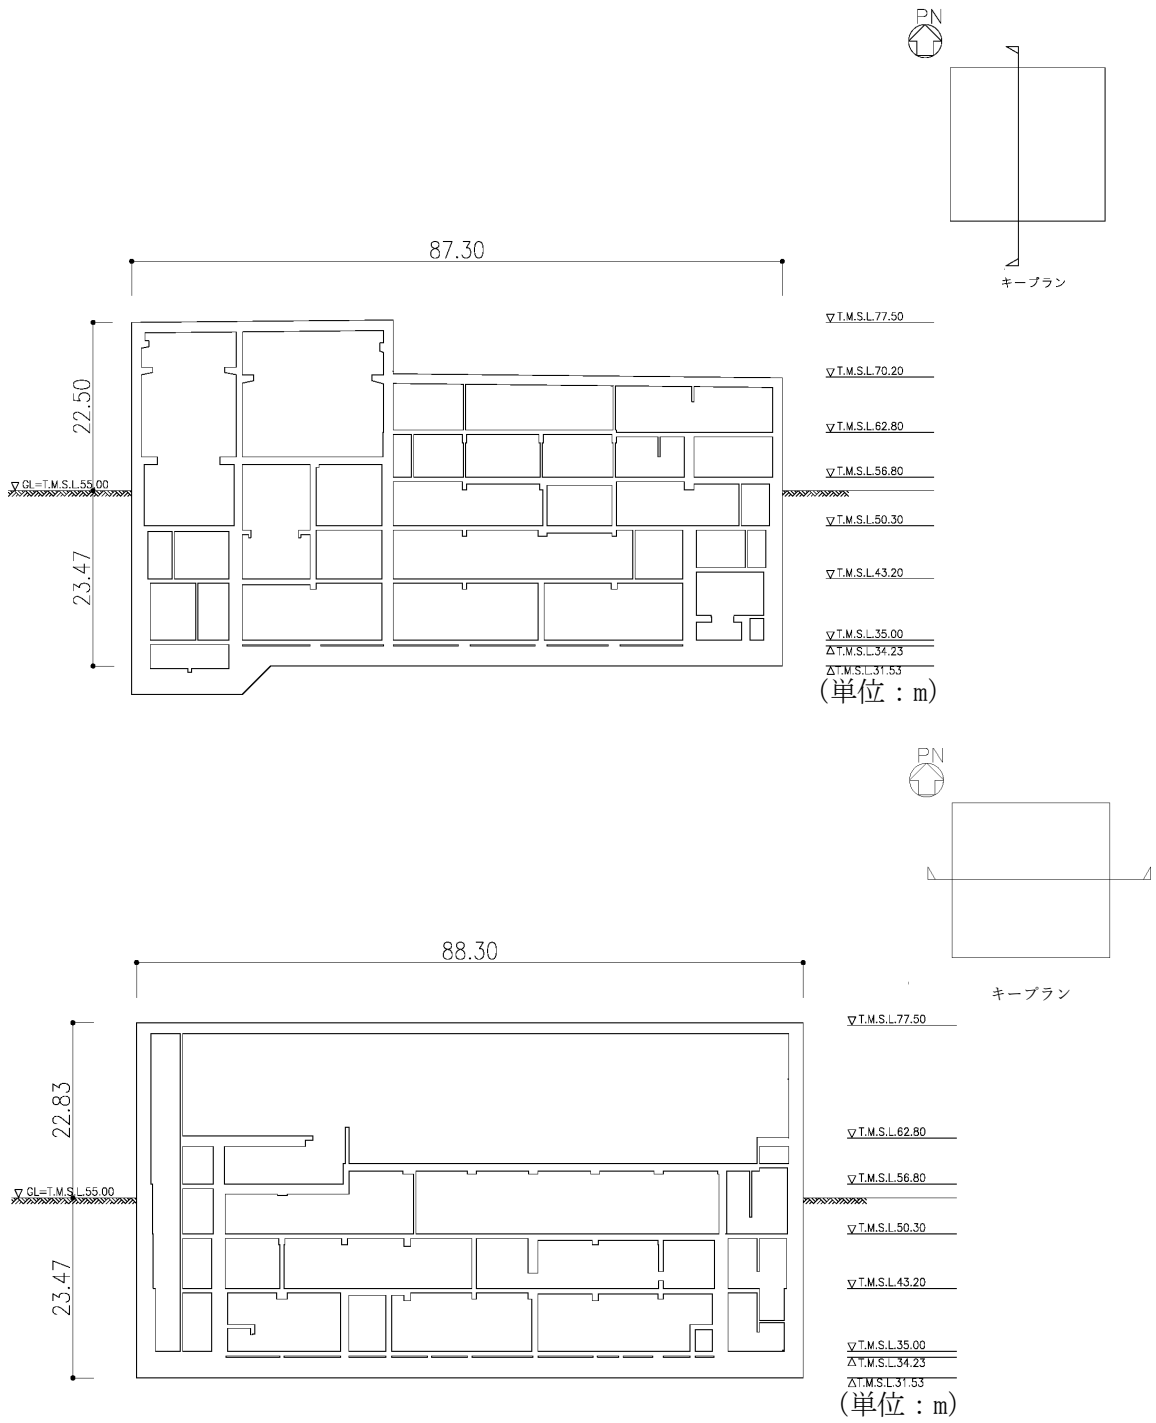 PN
キープラン
87.30
22.50
23.47
▽GL=T.M.S.L.55.00
▽T.M.S.L.77.50
▽T.M.S.L.70.20
▽T.M.S.L.62.80
▽T.M.S.L.56.80
▽T.M.S.L.50.30
▽T.M.S.L.43.20
▽T.M.S.L.35.00
△T.M.S.L.34.23
△T.M.S.L.31.53
(単位:m)
PN
キープラン
88.30
22.83
23.47
▽GL=T.M.S.L.55.00
▽T.M.S.L.77.50
▽T.M.S.L.62.80
▽T.M.S.L.56.80
▽T.M.S.L.50.30
▽T.M.S.L.43.20
▽T.M.S.L.35.00
△T.M.S.L.34.23
△T.M.S.L.31.53
(単位:m)